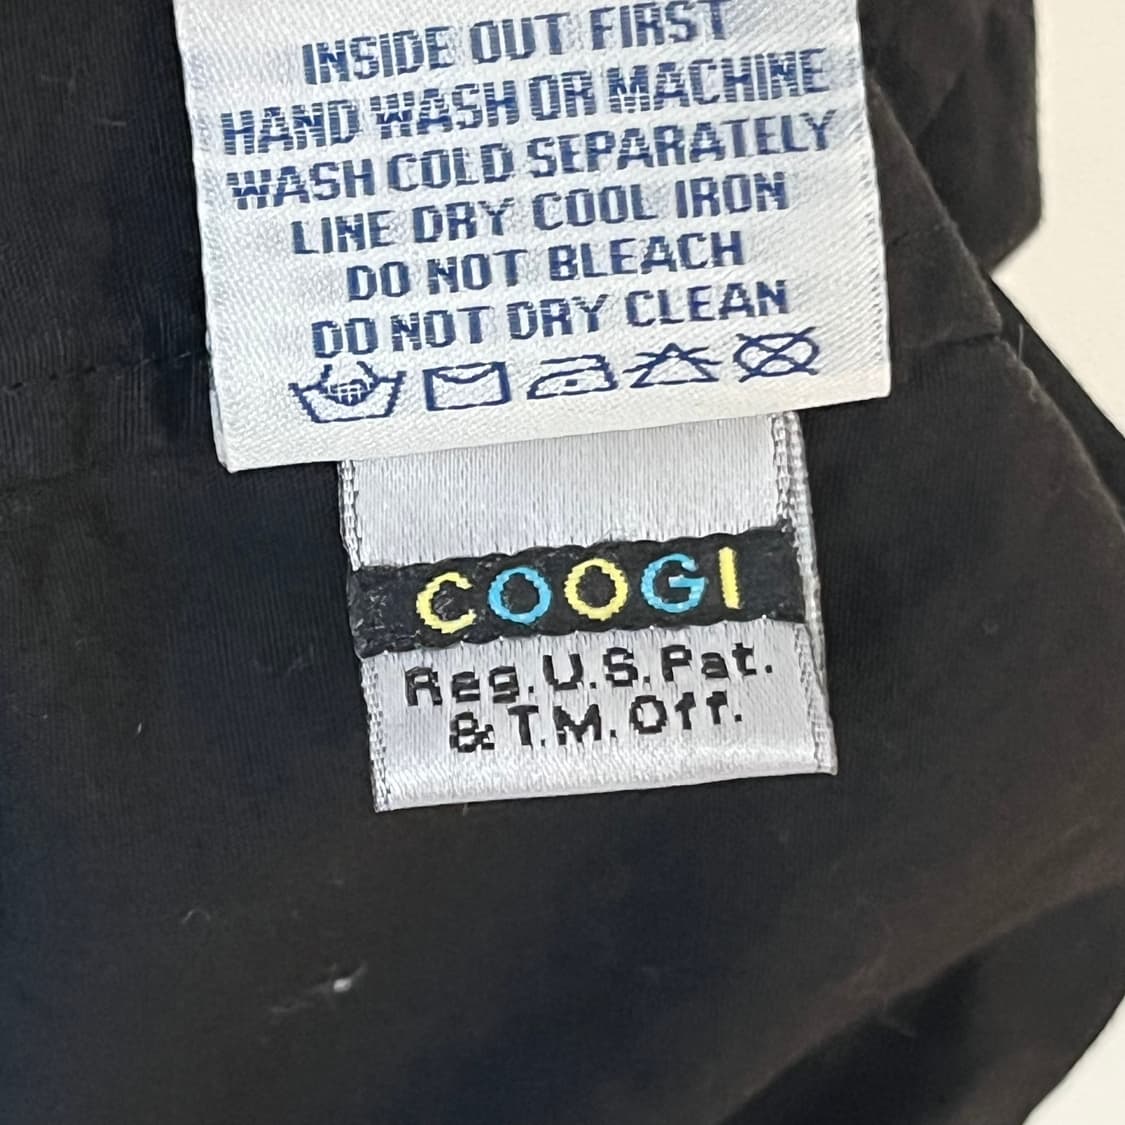 INSIDE OUT FIRST
HAND WASH OR MACHINE
WASH COLD SEPARATELY
LINE DRY COOL IRON
DO NOT BLEACH
DO NOT DRY CLEAN
COOGI
Reg.U.S.Pat.
& T.M.Off.